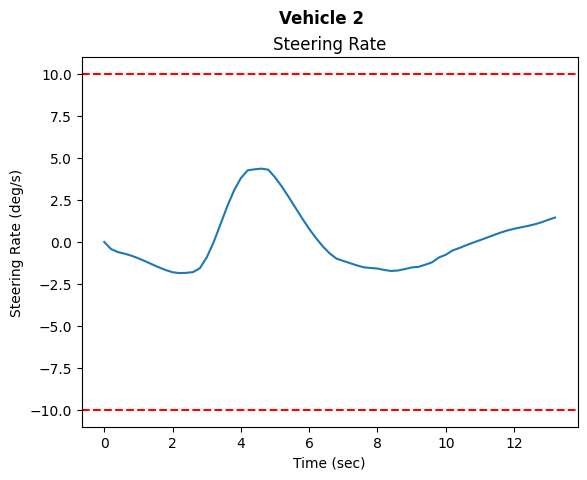 Vehicle 2
Steering Rate
10.0
7.5
5.0
2.5
0.0
−2.5
−5.0
−7.5
−10.0
Steering Rate (deg/s)
0 2 4 6 8 10 12
Time (sec)